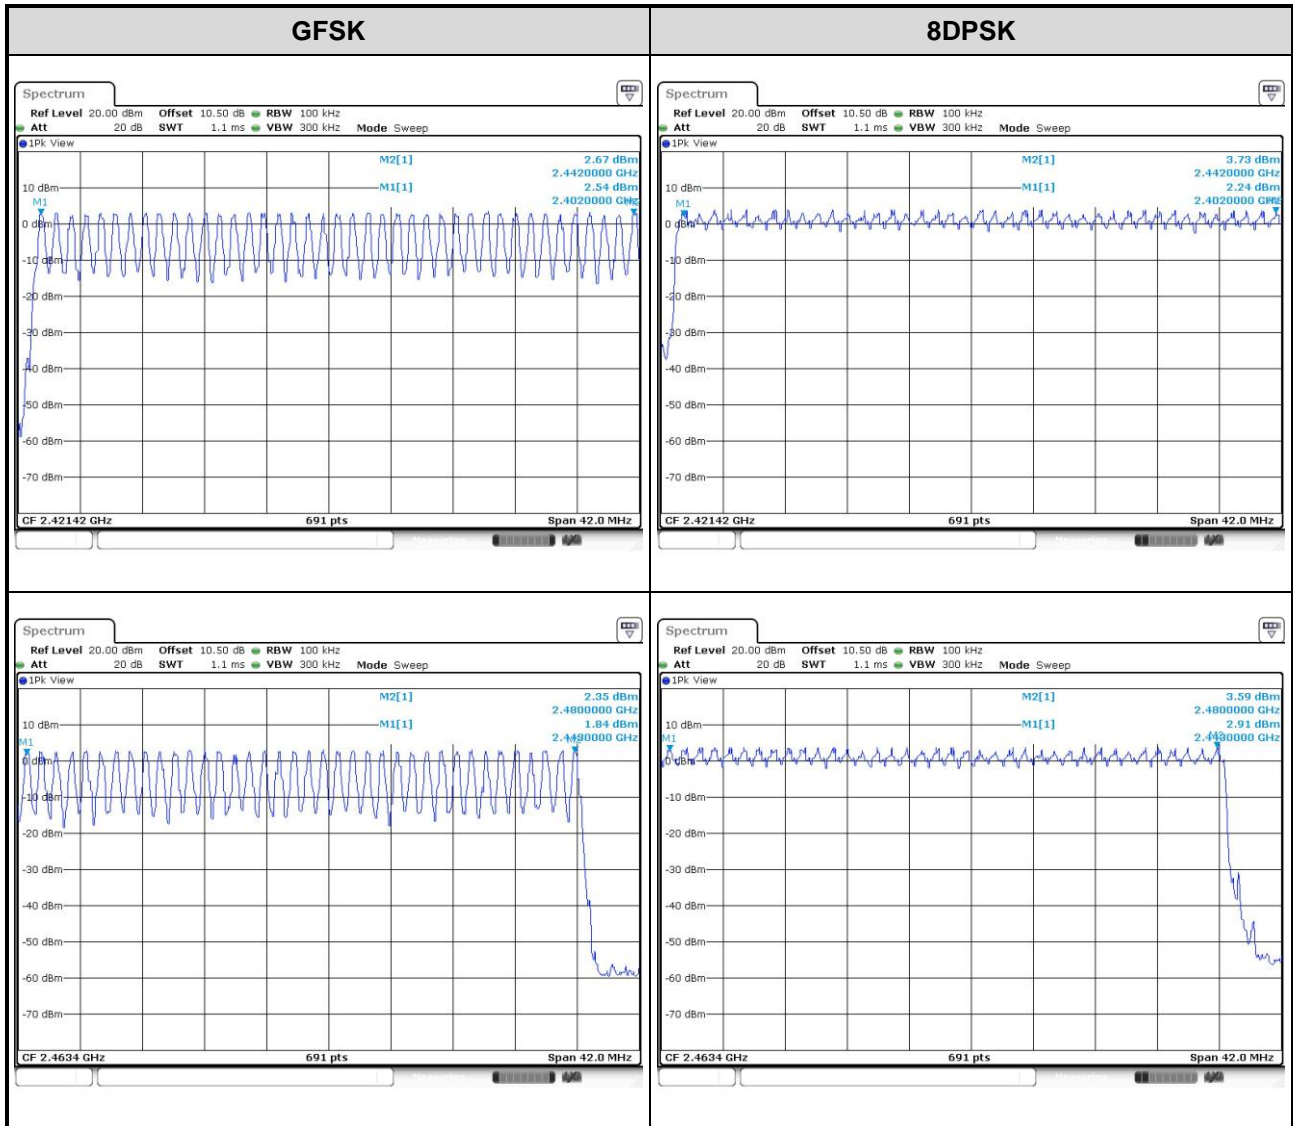 GFSK
8DPSK
Spectrum
Ref Level 20.00 dBm Offset 10.50 dB RBW 100 kHz
Att 20 dB SWT 1.1 ms VBW 300 kHz Mode Sweep
1Pk View
M2[1] 2.67 dBm
2.4420000 GHz
10 dBm M1[1] 2.54 dBm
M1 2.4020000 GHz
0 dBm
-10 dBm
-20 dBm
-30 dBm
-40 dBm
-50 dBm
-60 dBm
-70 dBm
CF 2.42142 GHz 691 pts Span 42.0 MHz
Spectrum
Ref Level 20.00 dBm Offset 10.50 dB RBW 100 kHz
Att 20 dB SWT 1.1 ms VBW 300 kHz Mode Sweep
1Pk View
M2[1] 3.73 dBm
2.4420000 GHz
10 dBm M1[1] 2.24 dBm
M1 2.4020000 GHz
0 dBm
-10 dBm
-20 dBm
-30 dBm
-40 dBm
-50 dBm
-60 dBm
-70 dBm
CF 2.42142 GHz 691 pts Span 42.0 MHz
Spectrum
Ref Level 20.00 dBm Offset 10.50 dB RBW 100 kHz
Att 20 dB SWT 1.1 ms VBW 300 kHz Mode Sweep
1Pk View
M2[1] 2.35 dBm
2.4800000 GHz
10 dBm M1[1] 1.84 dBm
M1 2.4430000 GHz
0 dBm
-10 dBm
-20 dBm
-30 dBm
-40 dBm
-50 dBm
-60 dBm
-70 dBm
CF 2.4634 GHz 691 pts Span 42.0 MHz
Spectrum
Ref Level 20.00 dBm Offset 10.50 dB RBW 100 kHz
Att 20 dB SWT 1.1 ms VBW 300 kHz Mode Sweep
1Pk View
M2[1] 3.59 dBm
2.4800000 GHz
10 dBm M1[1] 2.91 dBm
M1 2.4430000 GHz
0 dBm
-10 dBm
-20 dBm
-30 dBm
-40 dBm
-50 dBm
-60 dBm
-70 dBm
CF 2.4634 GHz 691 pts Span 42.0 MHz